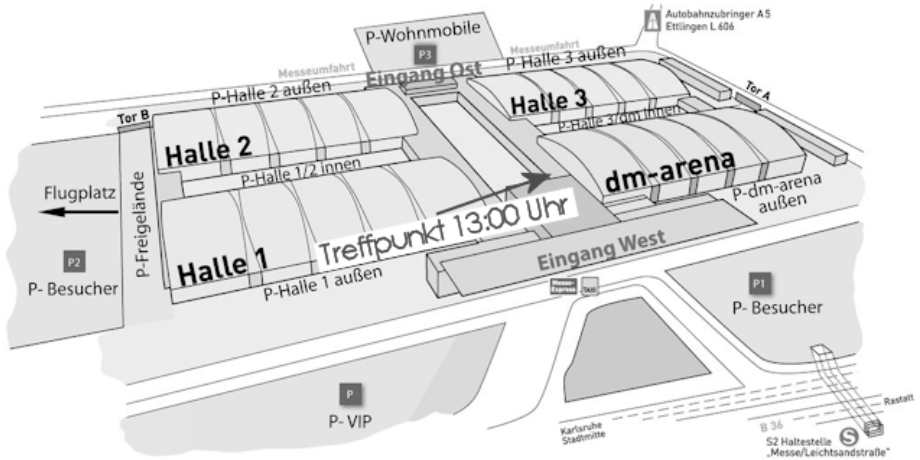 Autobahnzubringer A 5
Ettlingen L 606
P-Wohnmobile
P3
Messeumfahrt
Messeumfahrt
Eingang Ost
P-Halle 3 außen
P-Halle 2 außen
Tor A
Tor B
Halle 3
P-Halle 3/dm innen
Halle 2
dm-arena
P-Halle 1/2 innen
Flugplatz
P-Freigelände
P-dm-arena
außen
Treffpunkt 13:00 Uhr
Eingang West
Halle 1
P-Halle 1 außen
P2
P- Besucher
Messe-
Express
TAXI
P1
P- Besucher
P
P- VIP
Karlsruhe
Stadtmitte
B 36
Rastatt
S2 Haltestelle
S
„Messe/Leichtsandstraße"